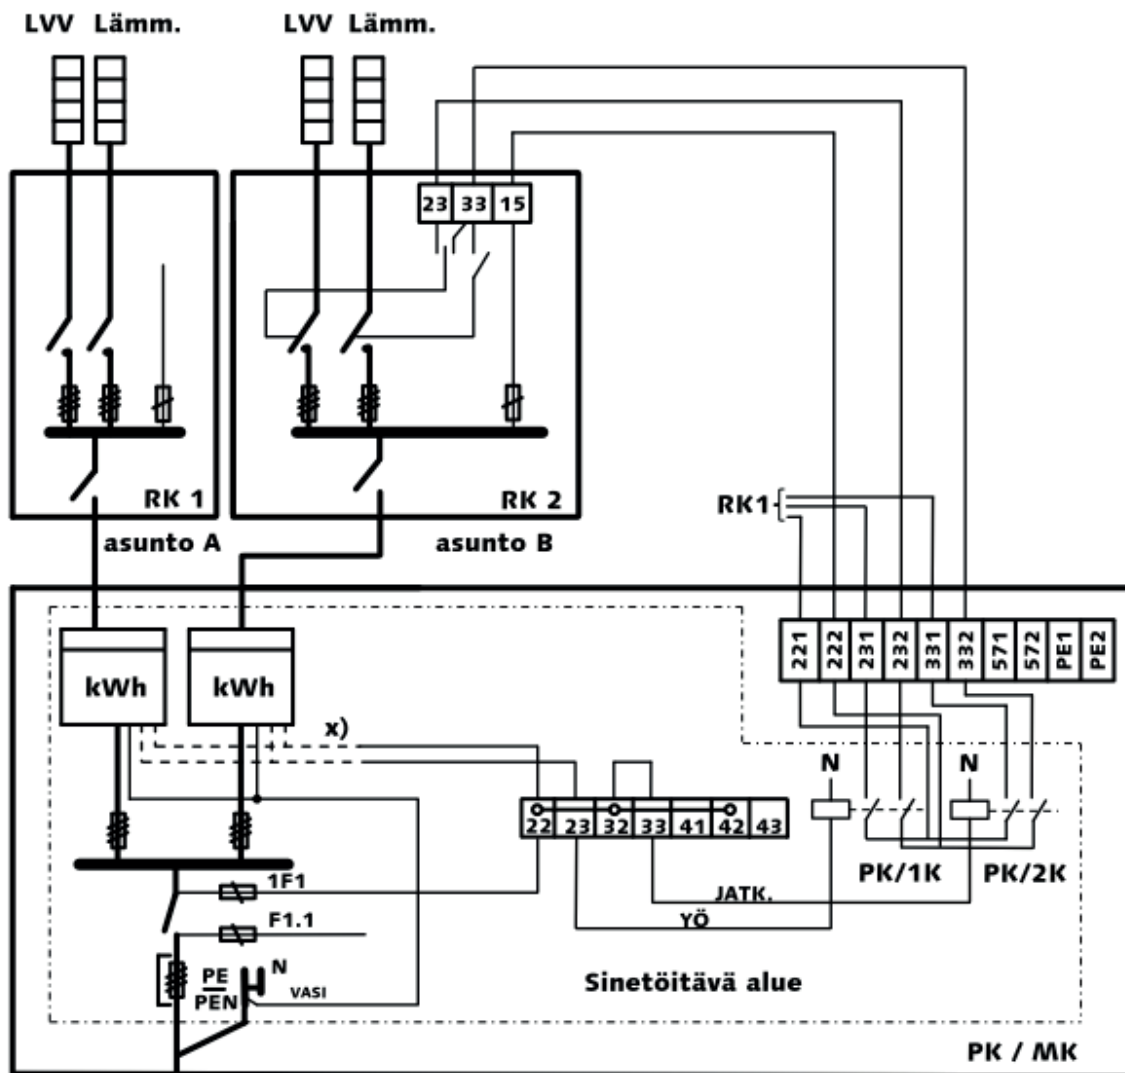 LVV Lämm.
LVV Lämm.
23 33 15
RK 1
RK 2
asunto A
asunto B
RK1
221 222 231 232 331 332 571 572 PE1 PE2
kWh
kWh
x)
N
N
22 23 32 33 41 42 43
PK/1K
PK/2K
1F1
JATK.
F1.1
YÖ
PE
PEN
N
VASI
Sinetöitävä alue
PK / MK